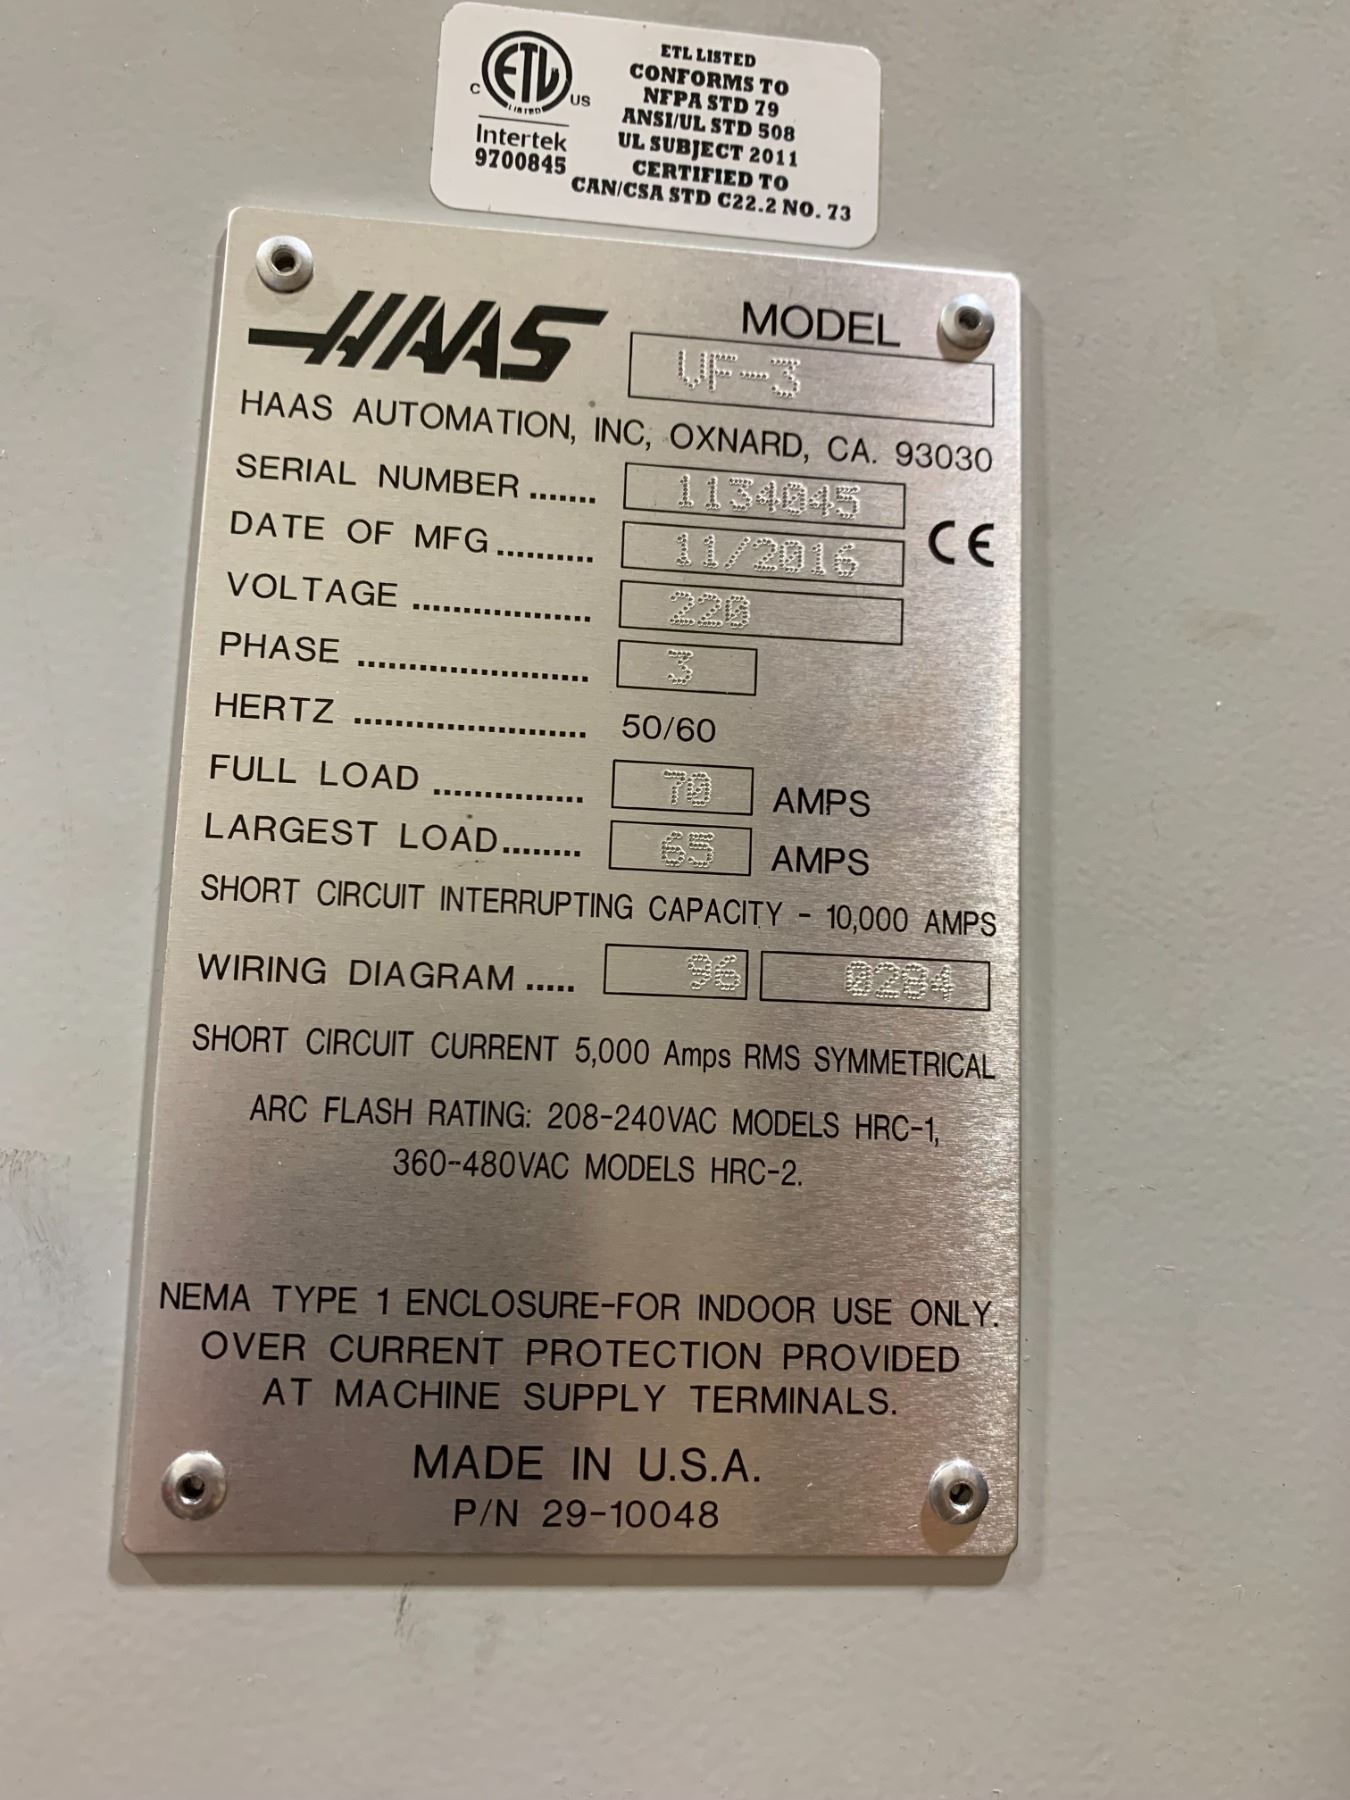 ETL LISTED
CONFORMS TO
NFPA STD 79
ANSI/UL STD 508
UL SUBJECT 2011
CERTIFIED TO
CAN/CSA STD C22.2 NO. 73
C ETL US
LISTED
Intertek
9700845
HAAS
MODEL
VF-3
HAAS AUTOMATION, INC, OXNARD, CA. 93030
SERIAL NUMBER ....... 1134045
DATE OF MFG .......... 11/2016
CE
VOLTAGE .................. 220
PHASE ....................... 3
HERTZ ....................... 50/60
FULL LOAD ............... 70 AMPS
LARGEST LOAD ........ 65 AMPS
SHORT CIRCUIT INTERRUPTING CAPACITY - 10,000 AMPS
WIRING DIAGRAM ..... 96 0284
SHORT CIRCUIT CURRENT 5,000 Amps RMS SYMMETRICAL
ARC FLASH RATING: 208-240VAC MODELS HRC-1,
360-480VAC MODELS HRC-2.
NEMA TYPE 1 ENCLOSURE-FOR INDOOR USE ONLY.
OVER CURRENT PROTECTION PROVIDED
AT MACHINE SUPPLY TERMINALS.
MADE IN U.S.A.
P/N 29-10048